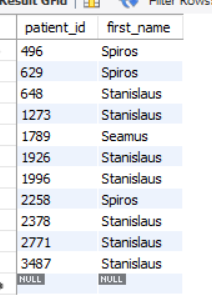 Result Grid Filter Rows:
patient_id first_name
496 Spiros
629 Spiros
648 Stanislaus
1273 Stanislaus
1789 Seamus
1926 Stanislaus
1996 Stanislaus
2258 Spiros
2378 Stanislaus
2771 Stanislaus
3487 Stanislaus
NULL NULL